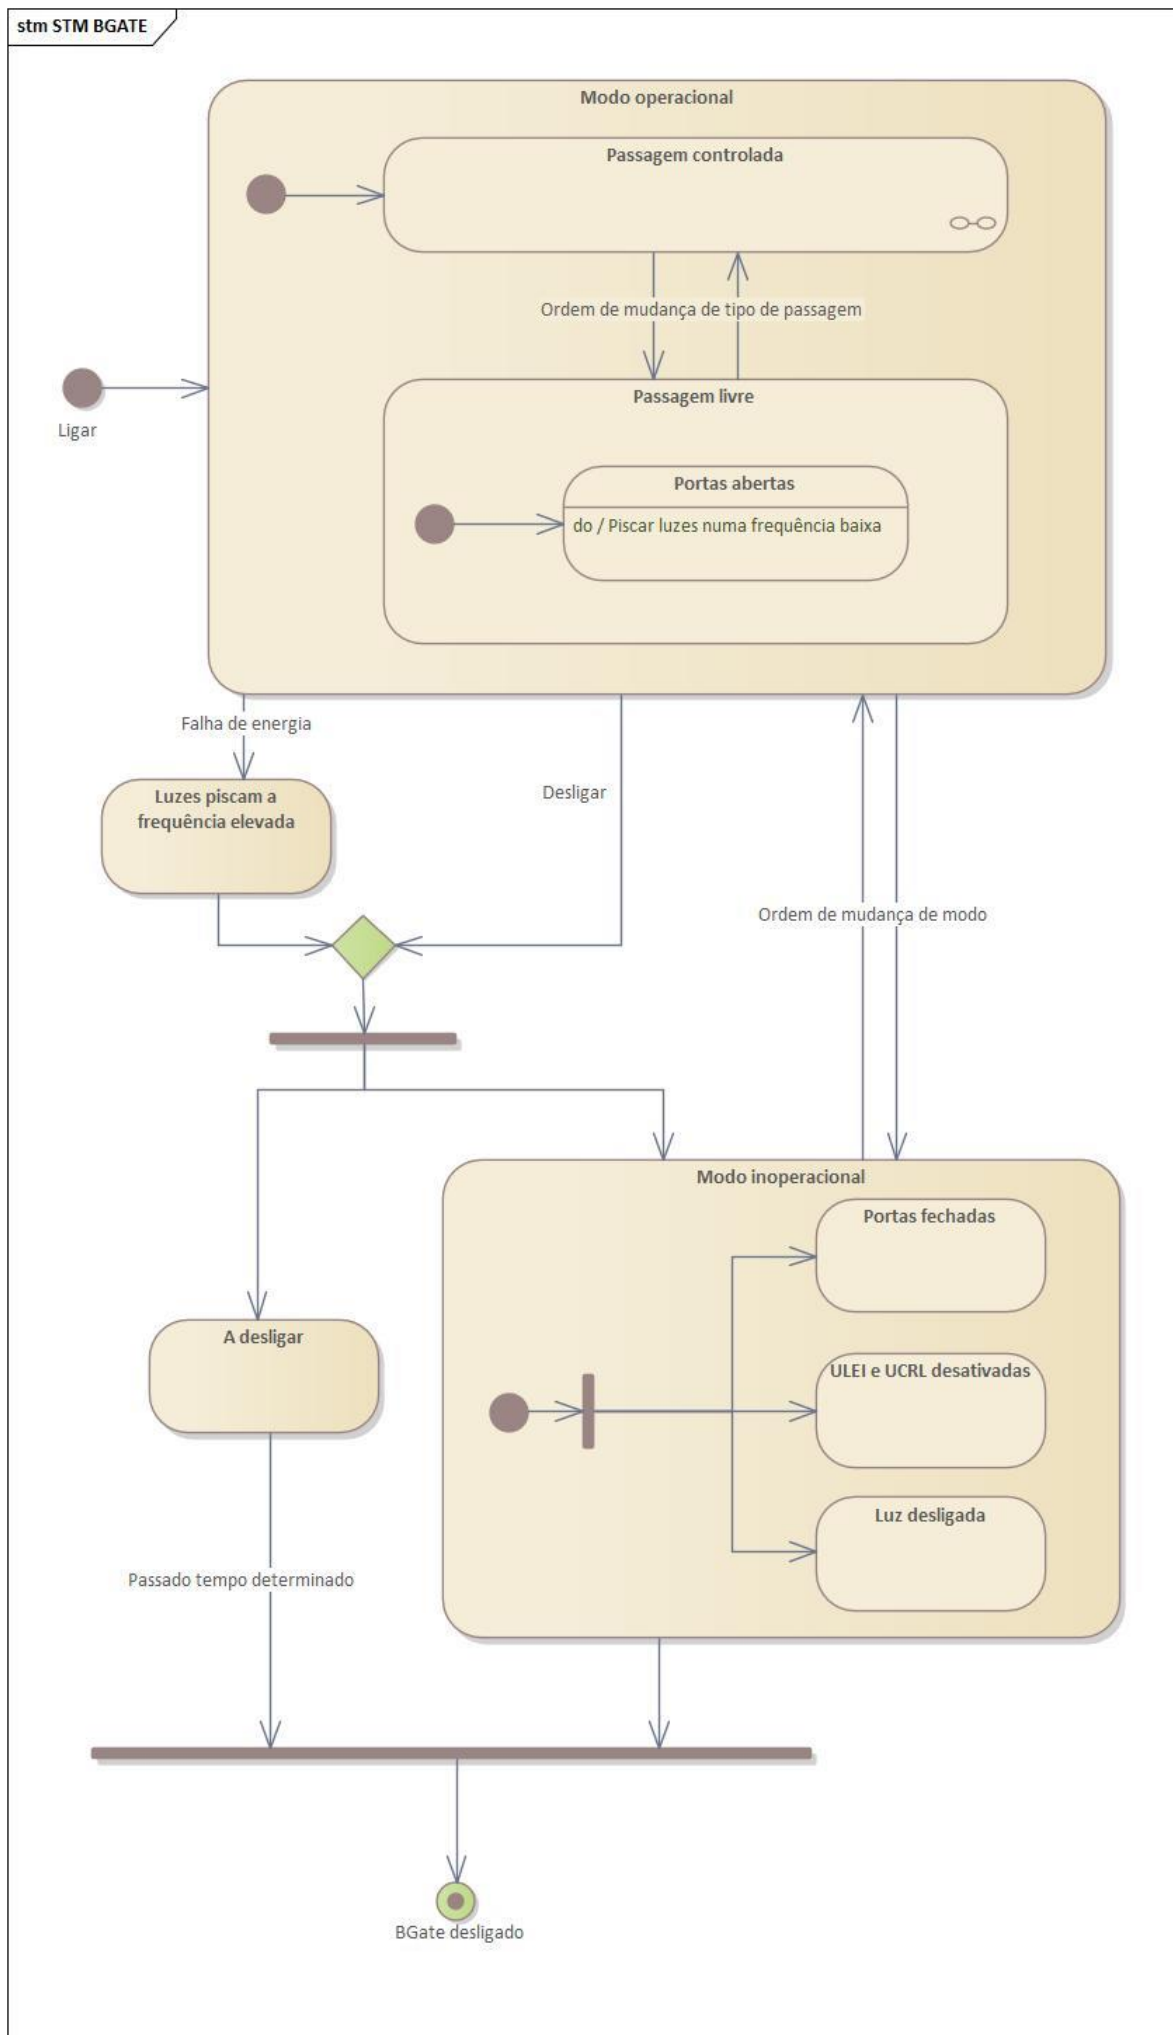 stm STM BGATE
Modo operacional
Passagem controlada
Ordem de mudança de tipo de passagem
Passagem livre
Ligar
Portas abertas
do / Piscar luzes numa frequência baixa
Falha de energia
Desligar
Luzes piscam a
frequência elevada
Ordem de mudança de modo
Modo inoperacional
Portas fechadas
A desligar
ULEI e UCRL desativadas
Luz desligada
Passado tempo determinado
BGate desligado